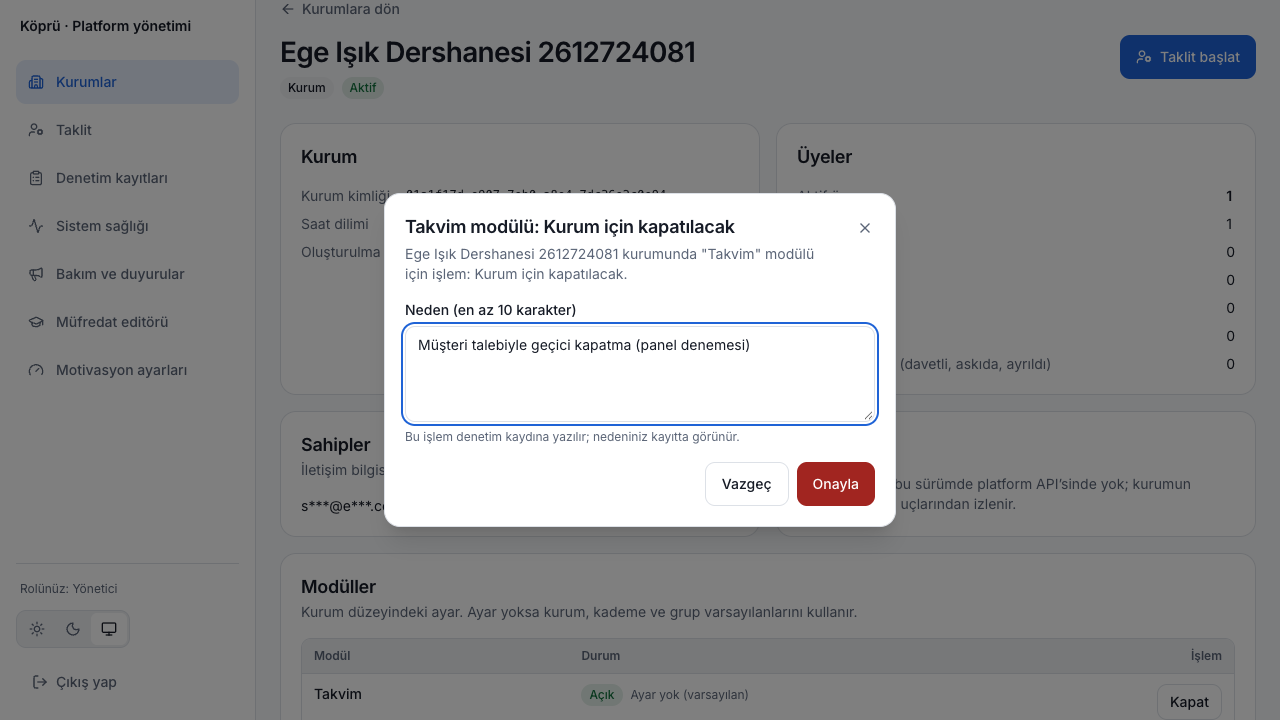 Köprü · Platform yönetimi
Kurumlar
Taklit
Denetim kayıtları
Sistem sağlığı
Bakım ve duyurular
Müfredat editörü
Motivasyon ayarları
Rolünüz: Yönetici
Çıkış yap
Kurumlara dön
Ege Işık Dershanesi 2612724081
Kurum
Aktif
Taklit başlat
Kurum
Kurum kimliği
Saat dilimi
Oluşturulma
Üyeler
1
1
0
0
0
0
(davetli, askıda, ayrıldı) 0
Takvim modülü: Kurum için kapatılacak
Ege Işık Dershanesi 2612724081 kurumunda "Takvim" modülü
için işlem: Kurum için kapatılacak.
Neden (en az 10 karakter)
Müşteri talebiyle geçici kapatma (panel denemesi)
Bu işlem denetim kaydına yazılır; nedeniniz kayıtta görünür.
Vazgeç
Onayla
Sahipler
İletişim
s***@e***
bu sürümde platform API’sinde yok; kurumun
uçlarından izlenir.
Modüller
Kurum düzeyindeki ayar. Ayar yoksa kurum, kademe ve grup varsayılanlarını kullanır.
Modül Durum İşlem
Takvim Açık Ayar yok (varsayılan) Kapat